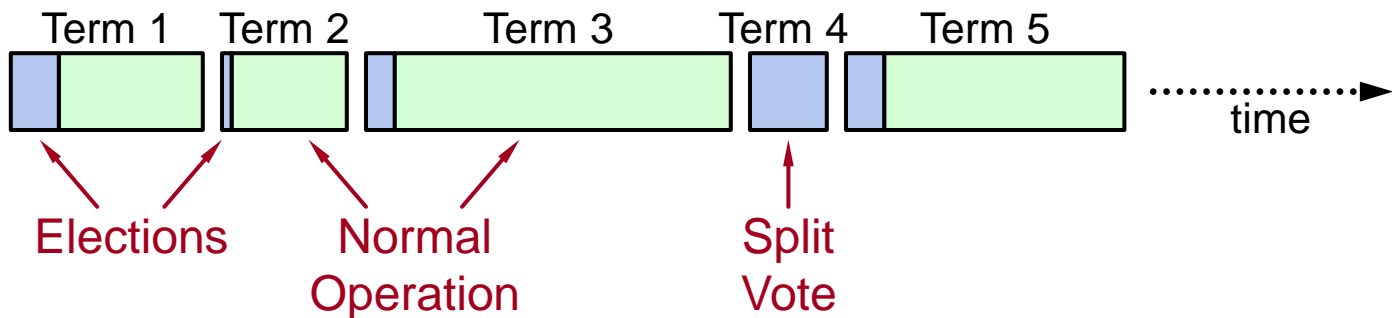 Term 1 Term 2 Term 3 Term 4 Term 5
time
Elections Normal Split
Operation Vote